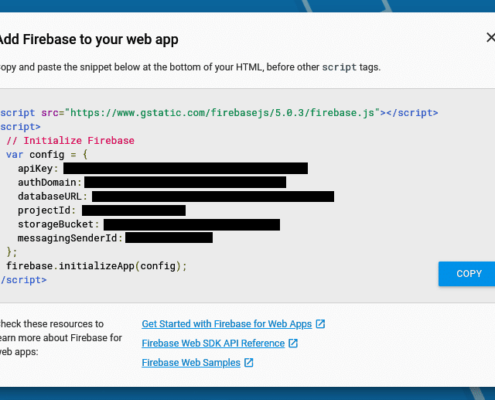 Add Firebase to your web app
Copy and paste the snippet below at the bottom of your HTML, before other script tags.
script src="https://www.gstatic.com/firebasejs/5.0.3/firebase.js"></script>
script>
// Initialize Firebase
var config = {
apiKey:
authDomain:
databaseURL:
projectId:
storageBucket:
messagingSenderId:
};
firebase.initializeApp(config);
/script>
COPY
Check these resources to
learn more about Firebase for
web apps:
Get Started with Firebase for Web Apps
Firebase Web SDK API Reference
Firebase Web Samples